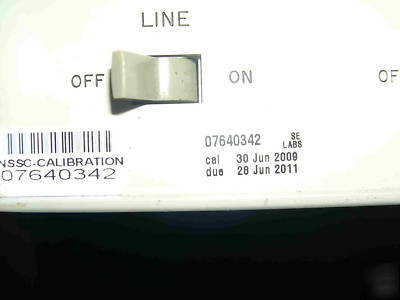 LINE
OFF
ON
OF
NSSC-CALIBRATION
07640342
07640342 SE LABS
cal 30 Jun 2009
due 28 Jun 2011